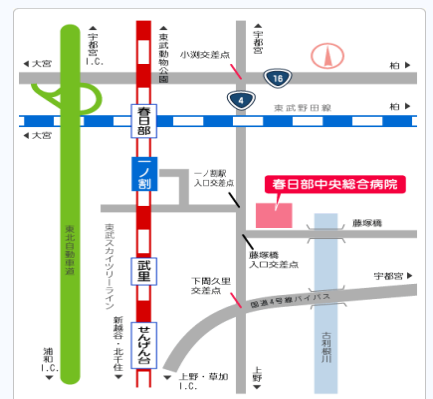 宇都宮
I.C.
東武動物公園
宇都宮
小渕交差点
大宮
柏
16
4
東武野田線
柏
大宮
春日部
一ノ割
一ノ割駅
入口交差点
春日部中央総合病院
藤塚橋
東北自動車道
東武スカイツリーライン
武里
藤塚橋
入口交差点
下間久里
交差点
宇都宮
国道4号線バイパス
古利根川
新越谷・北千住
せんげん台
浦和
I.C.
上野・草加
I.C.
上野